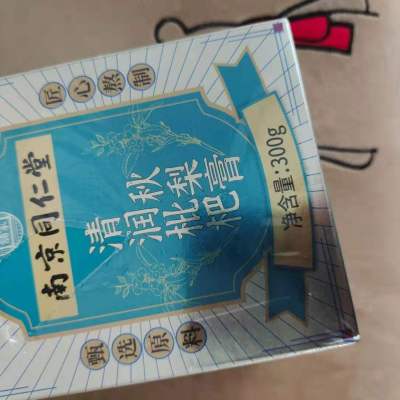 南京同仁堂
清润枇杷
秋梨膏
甄选原料
匠心熬制
净含量:300g